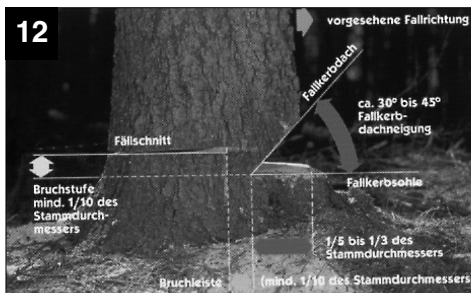 12
vorgesehene Fallrichtung
Fallkerbdach
ca. 30° bis 45°
Fallkerb-
dachneigung
Fällschnitt
Bruchstufe
mind. 1/10 des
Stammdurch-
messers
Fallkerbsohle
1/5 bis 1/3 des
Stammdurchmessers
Bruchleiste
(mind. 1/10 des Stammdurchmessers